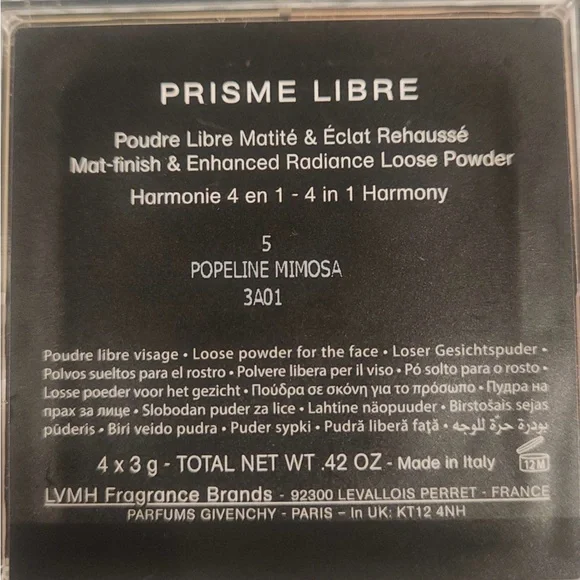 PRISME LIBRE
Poudre Libre Matité & Éclat Rehaussé
Mat-finish & Enhanced Radiance Loose Powder
Harmonie 4 en 1 - 4 in 1 Harmony
5
POPELINE MIMOSA
3A01
Poudre libre visage • Loose powder for the face • Loser Gesichtspuder •
Polvos sueltos para el rostro • Polvere libera per il viso • Pó solto para o rosto •
Losse poeder voor het gezicht • Πούδρα σε σκόνη για το πρόσωπο • Пудра на
прах за лице • Slobodan puder za lice • Lahtine näopuuder • Birstošais sejas
pūderis • Biri veido pudra • Puder sypki • Pudră liberă față • بودرة حرّة للوجه
4 x 3 g - TOTAL NET WT .42 OZ - Made in Italy
12M
LVMH Fragrance Brands - 92300 LEVALLOIS PERRET - FRANCE
PARFUMS GIVENCHY - PARIS – In UK: KT12 4NH